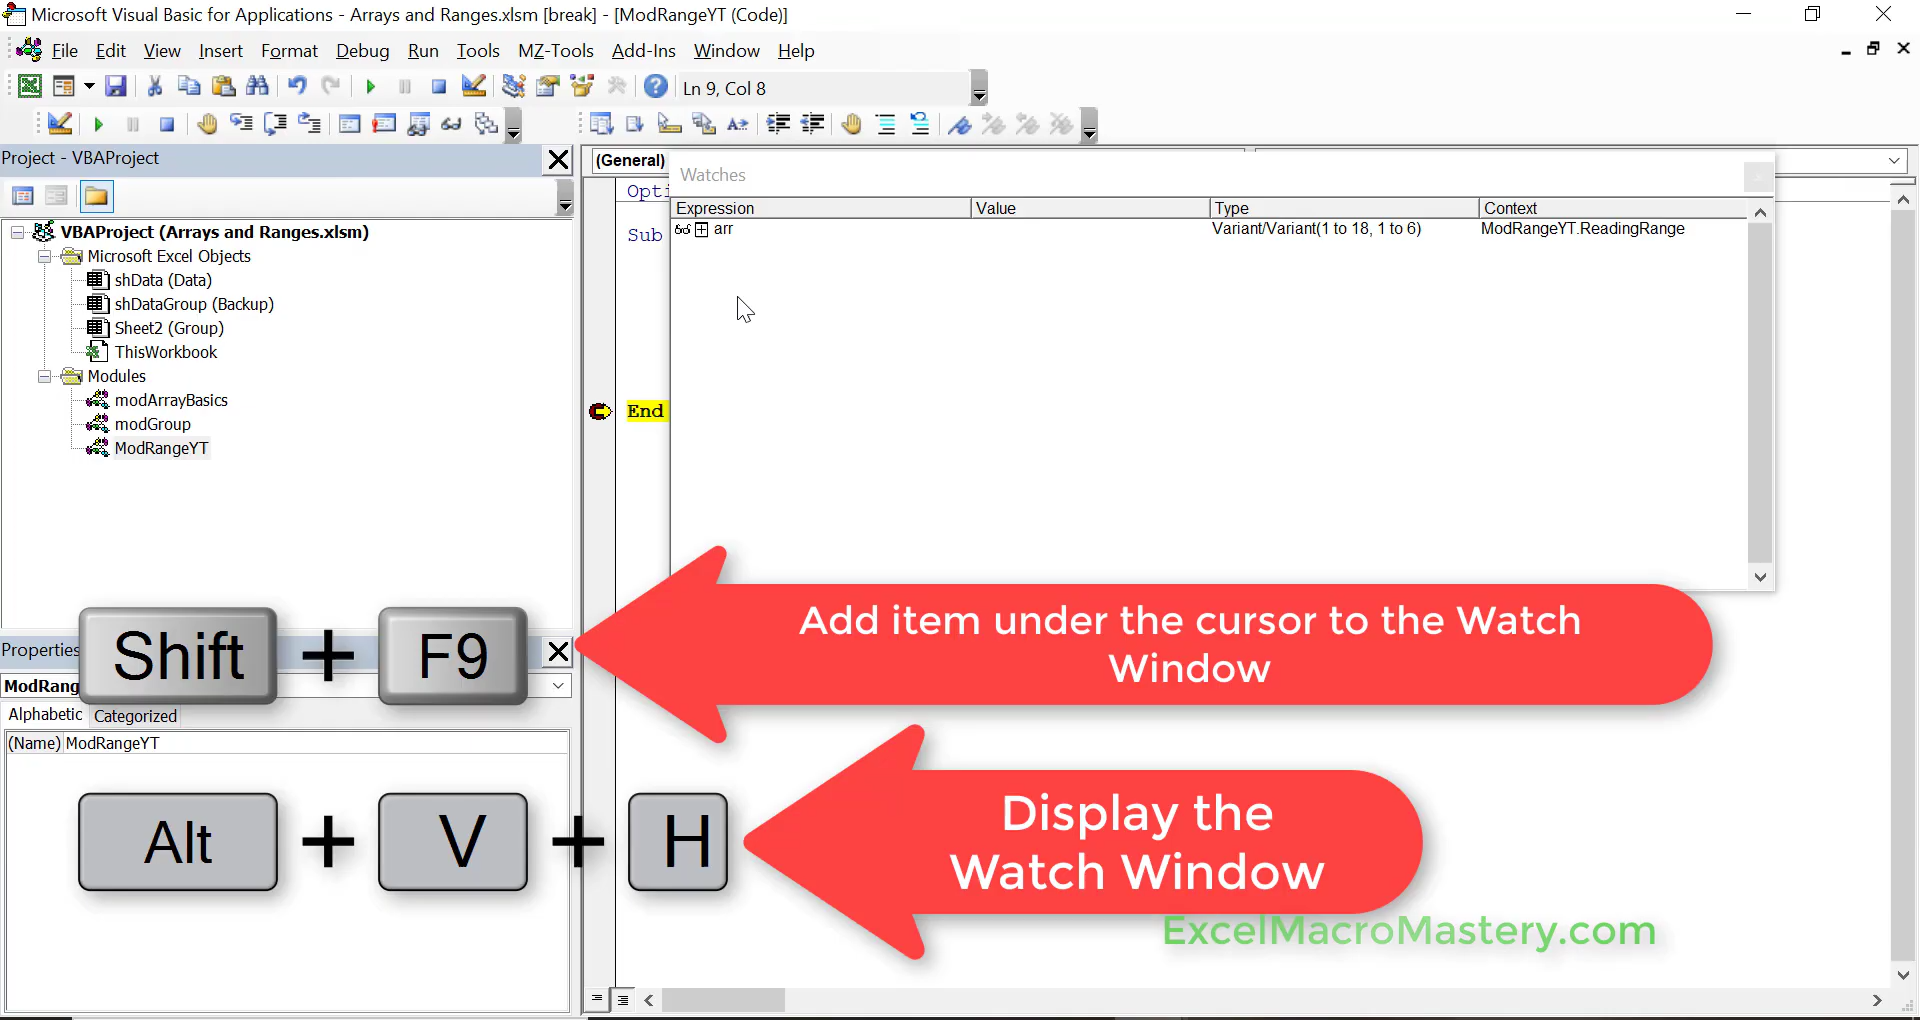 Microsoft Visual Basic for Applications - Arrays and Ranges.xlsm [break] - [ModRangeYT (Code)]
File Edit View Insert Format Debug Run Tools MZ-Tools Add-Ins Window Help
Ln 9, Col 8
Project - VBAProject
(General)
Watches
Opti
Expression Value Type Context
arr Variant/Variant(1 to 18, 1 to 6) ModRangeYT.ReadingRange
Sub
VBAProject (Arrays and Ranges.xlsm)
Microsoft Excel Objects
shData (Data)
shDataGroup (Backup)
Sheet2 (Group)
ThisWorkbook
Modules
modArrayBasics
modGroup
ModRangeYT
End
Shift + F9
Add item under the cursor to the Watch
Window
Properties
ModRang
Alphabetic Categorized
(Name) ModRangeYT
Alt + V + H
Display the
Watch Window
ExcelMacroMastery.com